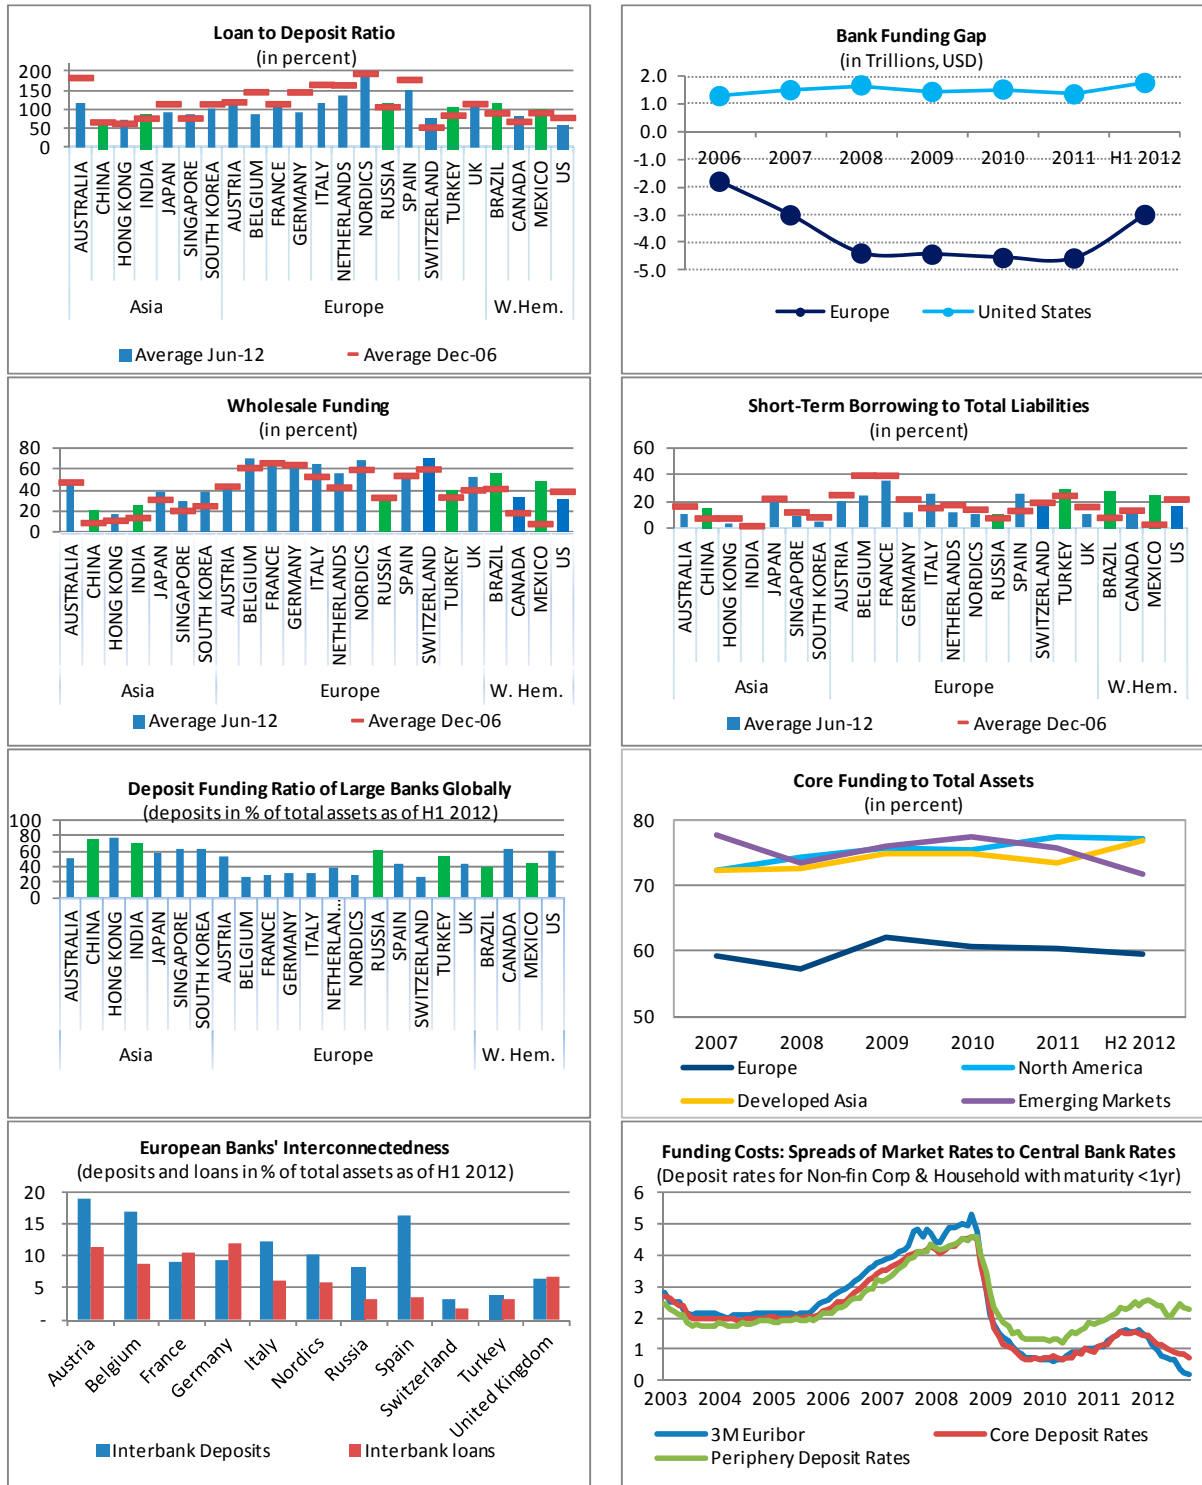 Loan to Deposit Ratio
(in percent)
200
150
100
50
0
AUSTRALIA
CHINA
HONG KONG
INDIA
JAPAN
SINGAPORE
SOUTH KOREA
AUSTRIA
BELGIUM
FRANCE
GERMANY
ITALY
NETHERLANDS
NORDICS
RUSSIA
SPAIN
SWITZERLAND
TURKEY
UK
BRAZIL
CANADA
MEXICO
US
Asia
Europe
W.Hem.
Average Jun-12
Average Dec-06
Bank Funding Gap
(in Trillions, USD)
2.0
1.0
0.0
-1.0
-2.0
-3.0
-4.0
-5.0
2006
2007
2008
2009
2010
2011
H1 2012
Europe
United States
Wholesale Funding
(in percent)
80
60
40
20
0
AUSTRALIA
CHINA
HONG KONG
INDIA
JAPAN
SINGAPORE
SOUTH KOREA
AUSTRIA
BELGIUM
FRANCE
GERMANY
ITALY
NETHERLANDS
NORDICS
RUSSIA
SPAIN
SWITZERLAND
TURKEY
UK
BRAZIL
CANADA
MEXICO
US
Asia
Europe
W. Hem.
Average Jun-12
Average Dec-06
Short-Term Borrowing to Total Liabilities
(in percent)
60
40
20
0
AUSTRALIA
CHINA
HONG KONG
INDIA
JAPAN
SINGAPORE
SOUTH KOREA
AUSTRIA
BELGIUM
FRANCE
GERMANY
ITALY
NETHERLANDS
NORDICS
RUSSIA
SPAIN
SWITZERLAND
TURKEY
UK
BRAZIL
CANADA
MEXICO
US
Asia
Europe
W.Hem.
Average Jun-12
Average Dec-06
Deposit Funding Ratio of Large Banks Globally
(deposits in % of total assets as of H1 2012)
100
80
60
40
20
0
AUSTRALIA
CHINA
HONG KONG
INDIA
JAPAN
SINGAPORE
SOUTH KOREA
AUSTRIA
BELGIUM
FRANCE
GERMANY
ITALY
NETHERLAN...
NORDICS
RUSSIA
SPAIN
SWITZERLAND
TURKEY
UK
BRAZIL
CANADA
MEXICO
US
Asia
Europe
W. Hem.
Core Funding to Total Assets
(in percent)
80
70
60
50
2007
2008
2009
2010
2011
H2 2012
Europe
North America
Developed Asia
Emerging Markets
European Banks' Interconnectedness
(deposits and loans in % of total assets as of H1 2012)
20
15
10
5
-
Austria
Belgium
France
Germany
Italy
Nordics
Russia
Spain
Switzerland
Turkey
United Kingdom
Interbank Deposits
Interbank loans
Funding Costs: Spreads of Market Rates to Central Bank Rates
(Deposit rates for Non-fin Corp & Household with maturity <1yr)
6
5
4
3
2
1
0
2003
2004
2005
2006
2007
2008
2009
2010
2011
2012
3M Euribor
Core Deposit Rates
Periphery Deposit Rates